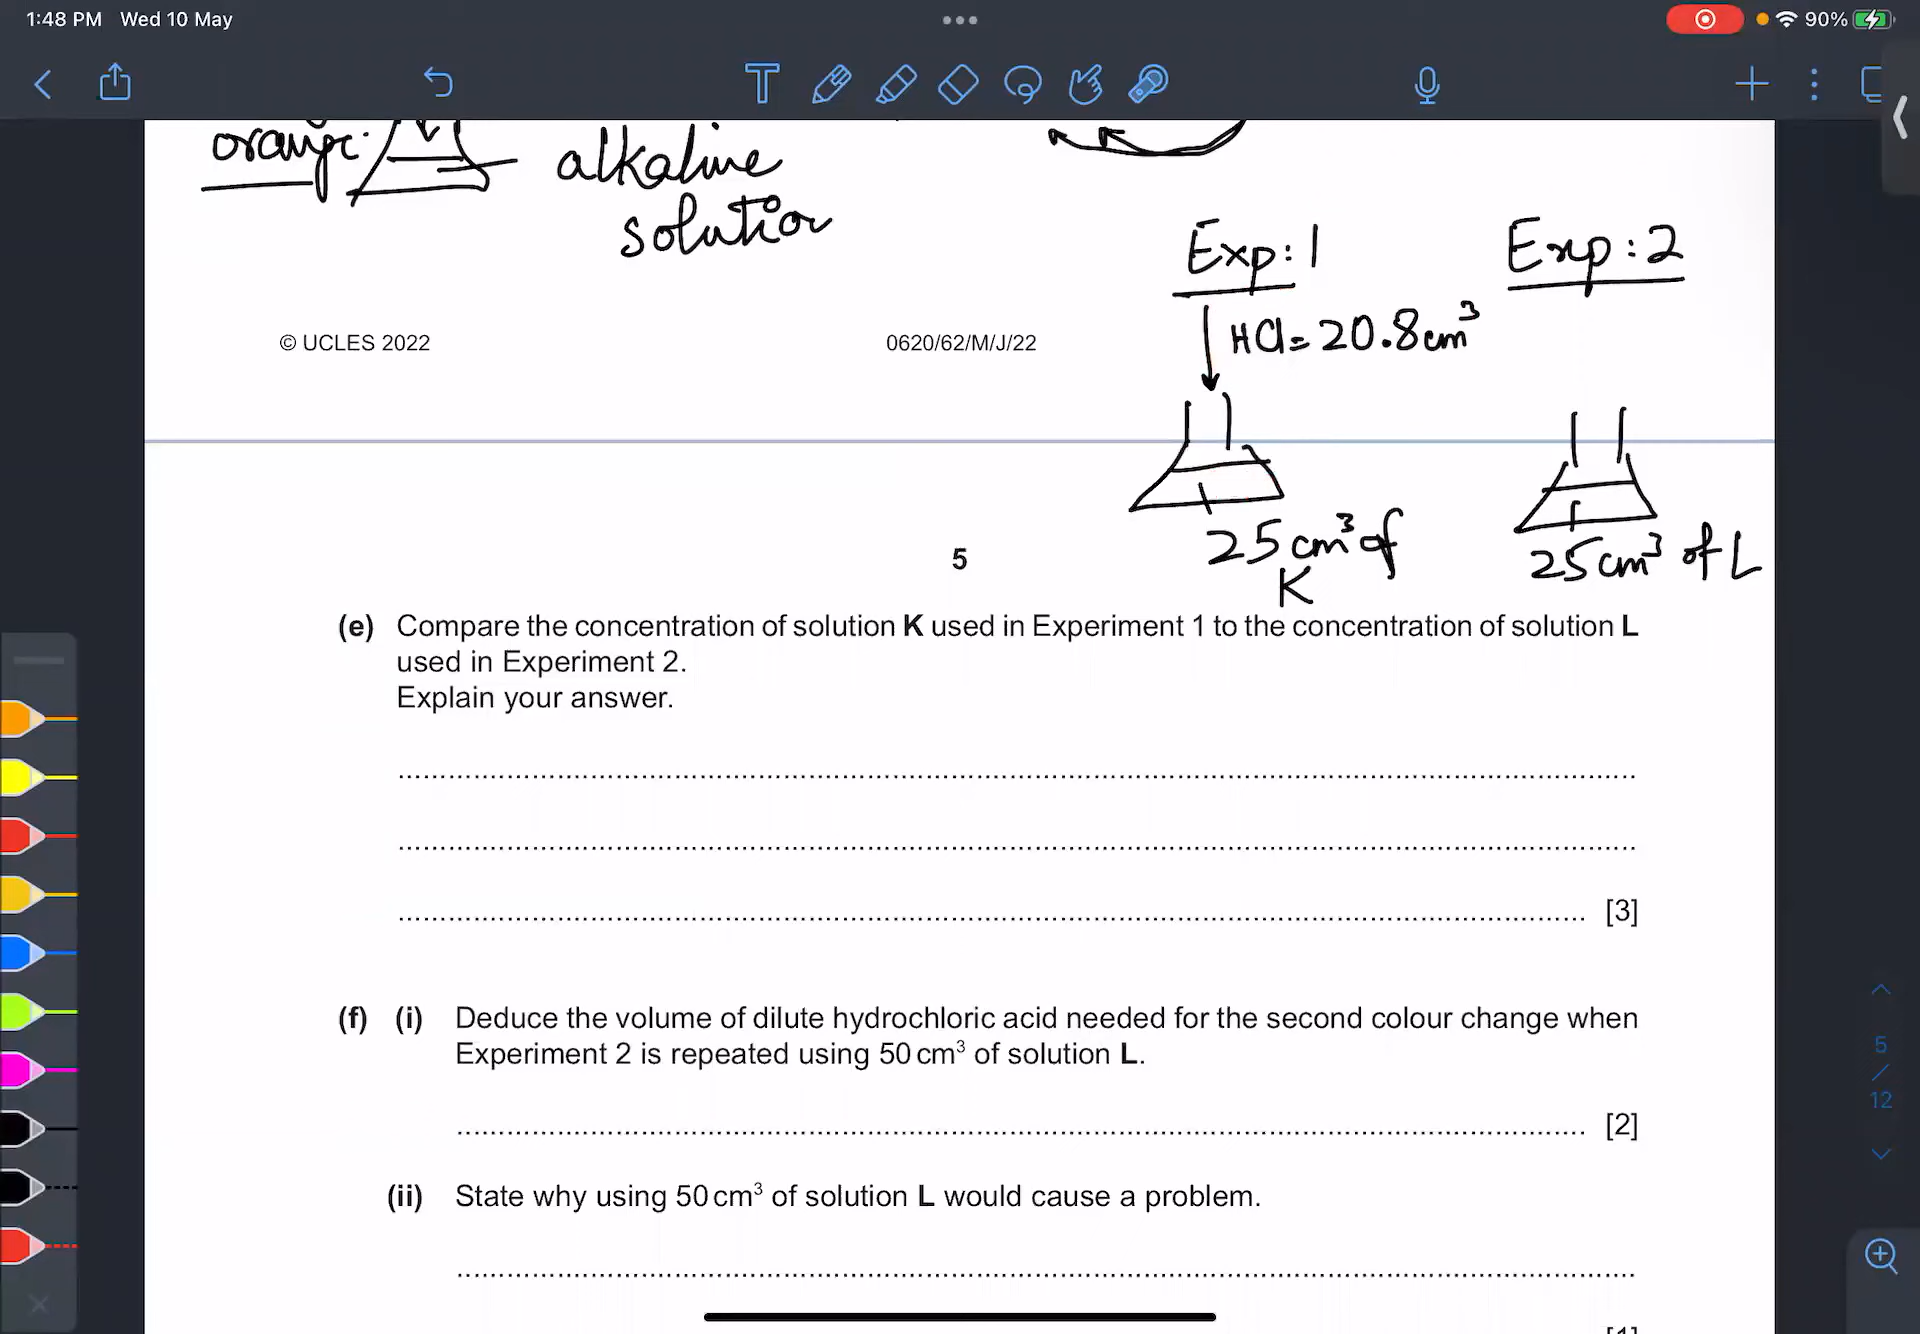 1:48 PM Wed 10 May
90%
orange
alkaline
solution
Exp:1
Exp:2
HCl = 20.8cm³
© UCLES 2022
0620/62/M/J/22
25cm³ of
K
25cm³ of L
5
(e) Compare the concentration of solution K used in Experiment 1 to the concentration of solution L
used in Experiment 2.
Explain your answer.
[3]
(f) (i) Deduce the volume of dilute hydrochloric acid needed for the second colour change when
Experiment 2 is repeated using 50 cm³ of solution L.
[2]
(ii) State why using 50 cm³ of solution L would cause a problem.
5
/
12